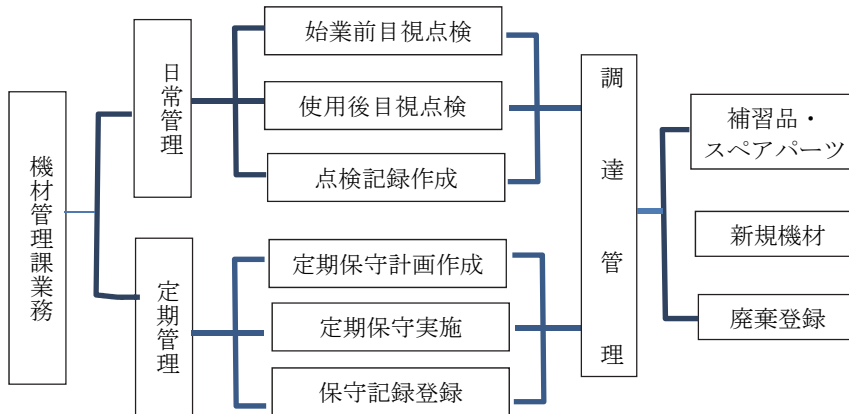 機材管理課業務
日常管理
始業前目視点検
使用後目視点検
点検記録作成
定期管理
定期保守計画作成
定期保守実施
保守記録登録
調達管理
補習品・
スペアパーツ
新規機材
廃棄登録